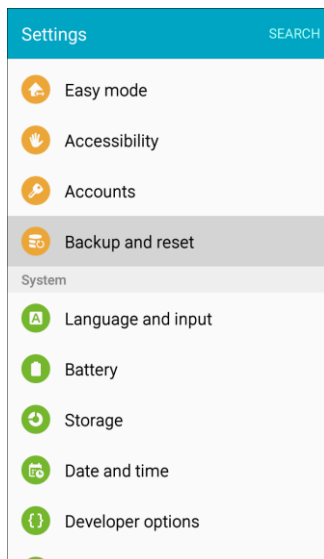 Settings SEARCH
Easy mode
Accessibility
Accounts
Backup and reset
System
Language and input
Battery
Storage
Date and time
Developer options